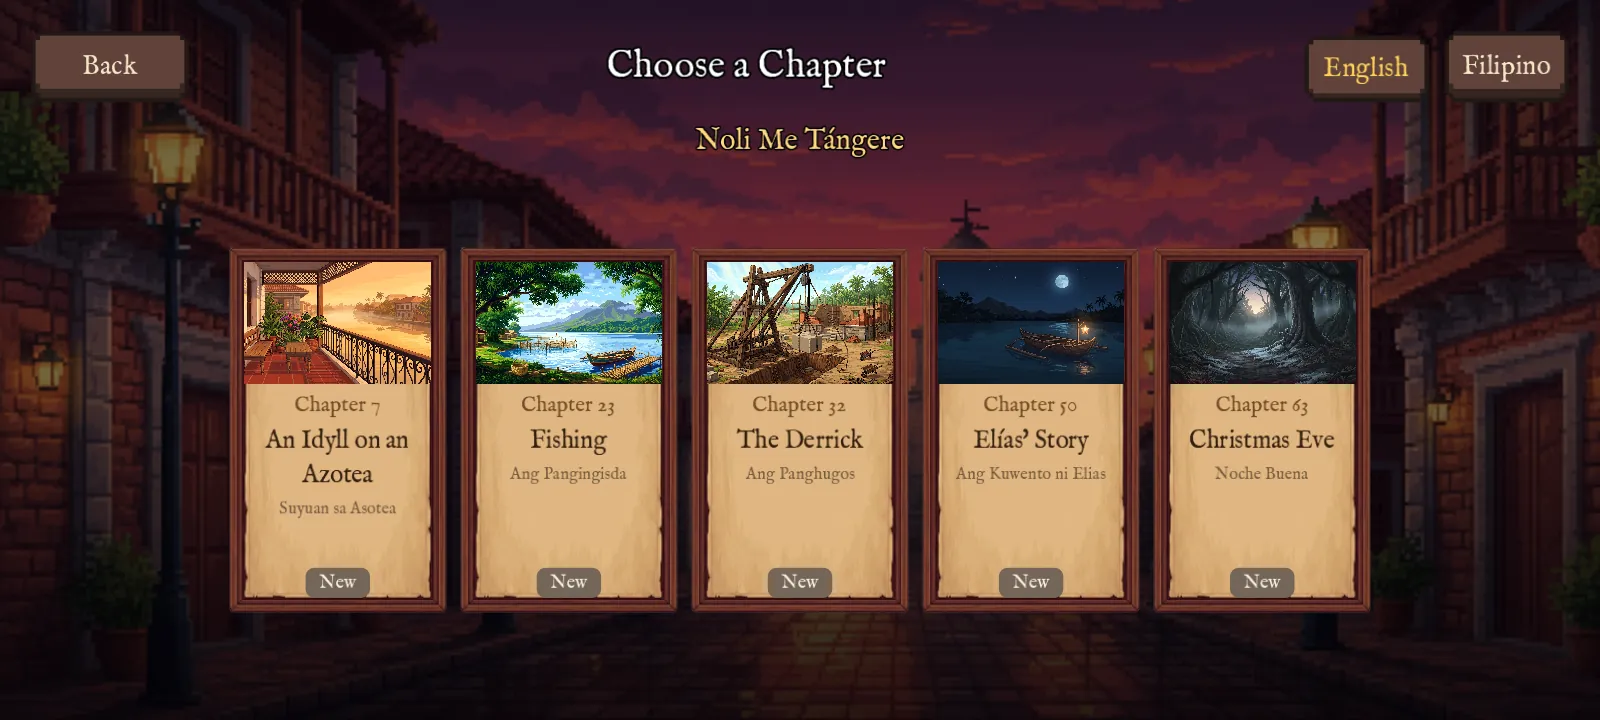 Back
Choose a Chapter
English
Filipino
Noli Me Tángere
Chapter 7
An Idyll on an
Azotea
Suyuan sa Asotea
New
Chapter 23
Fishing
Ang Pangingisda
New
Chapter 32
The Derrick
Ang Panghugos
New
Chapter 50
Elías’ Story
Ang Kuwento ni Elias
New
Chapter 63
Christmas Eve
Noche Buena
New